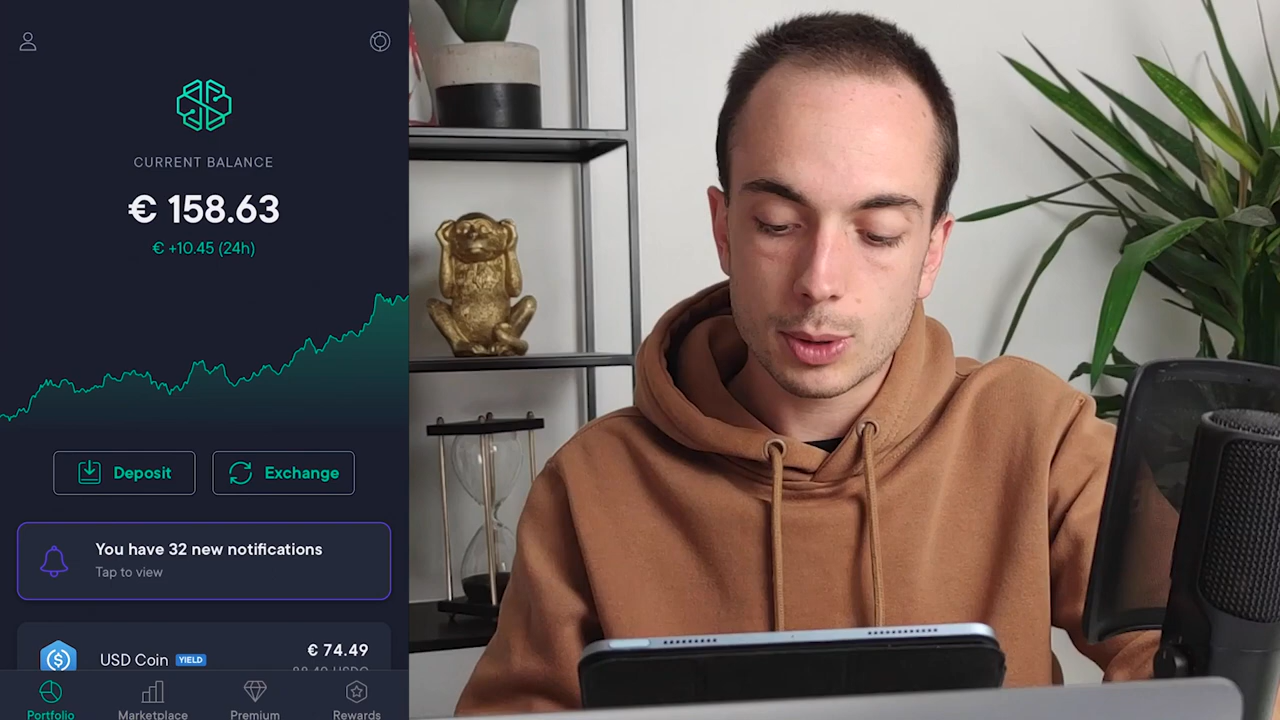 CURRENT BALANCE
€ 158.63
€ +10.45 (24h)
Deposit
Exchange
You have 32 new notifications
Tap to view
USD Coin YIELD
€ 74.49
Portfolio
Marketplace
Premium
Rewards